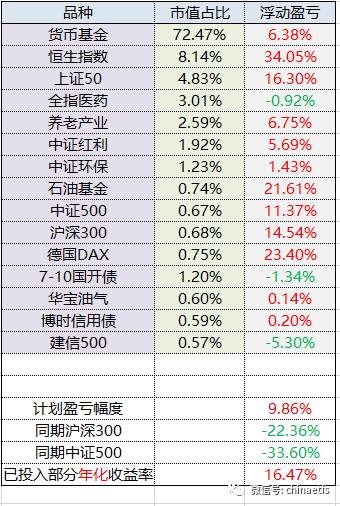 品种 市值占比 浮动盈亏
货币基金 72.47% 6.38%
恒生指数 8.14% 34.05%
上证50 4.83% 16.30%
全指医药 3.01% -0.92%
养老产业 2.59% 6.75%
中证红利 1.92% 5.69%
中证环保 1.23% 1.43%
石油基金 0.74% 21.61%
中证500 0.67% 11.37%
沪深300 0.68% 14.54%
德国DAX 0.75% 23.40%
7-10国开债 1.20% -1.34%
华宝油气 0.60% 0.14%
博时信用债 0.59% 0.20%
建信500 0.57% -5.30%
计划盈亏幅度 9.86%
同期沪深300 -22.36%
同期中证500 -33.60%
已投入部分年化收益率 16.47%
微信号: chinaetfs